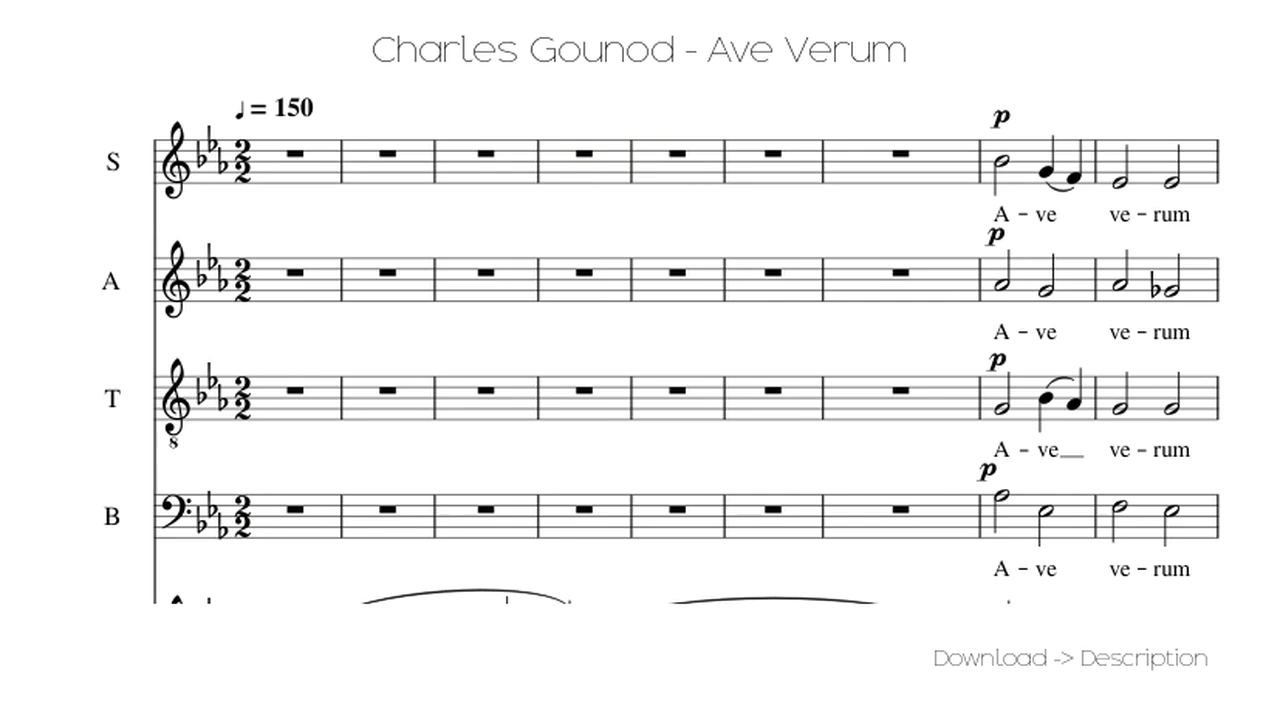 Charles Gounod - Ave Verum
♩ = 150
S
p
A - ve ve - rum
A
p
A - ve ve - rum
T
8
p
A - ve__ ve - rum
B
p
A - ve ve - rum
Download -> Description